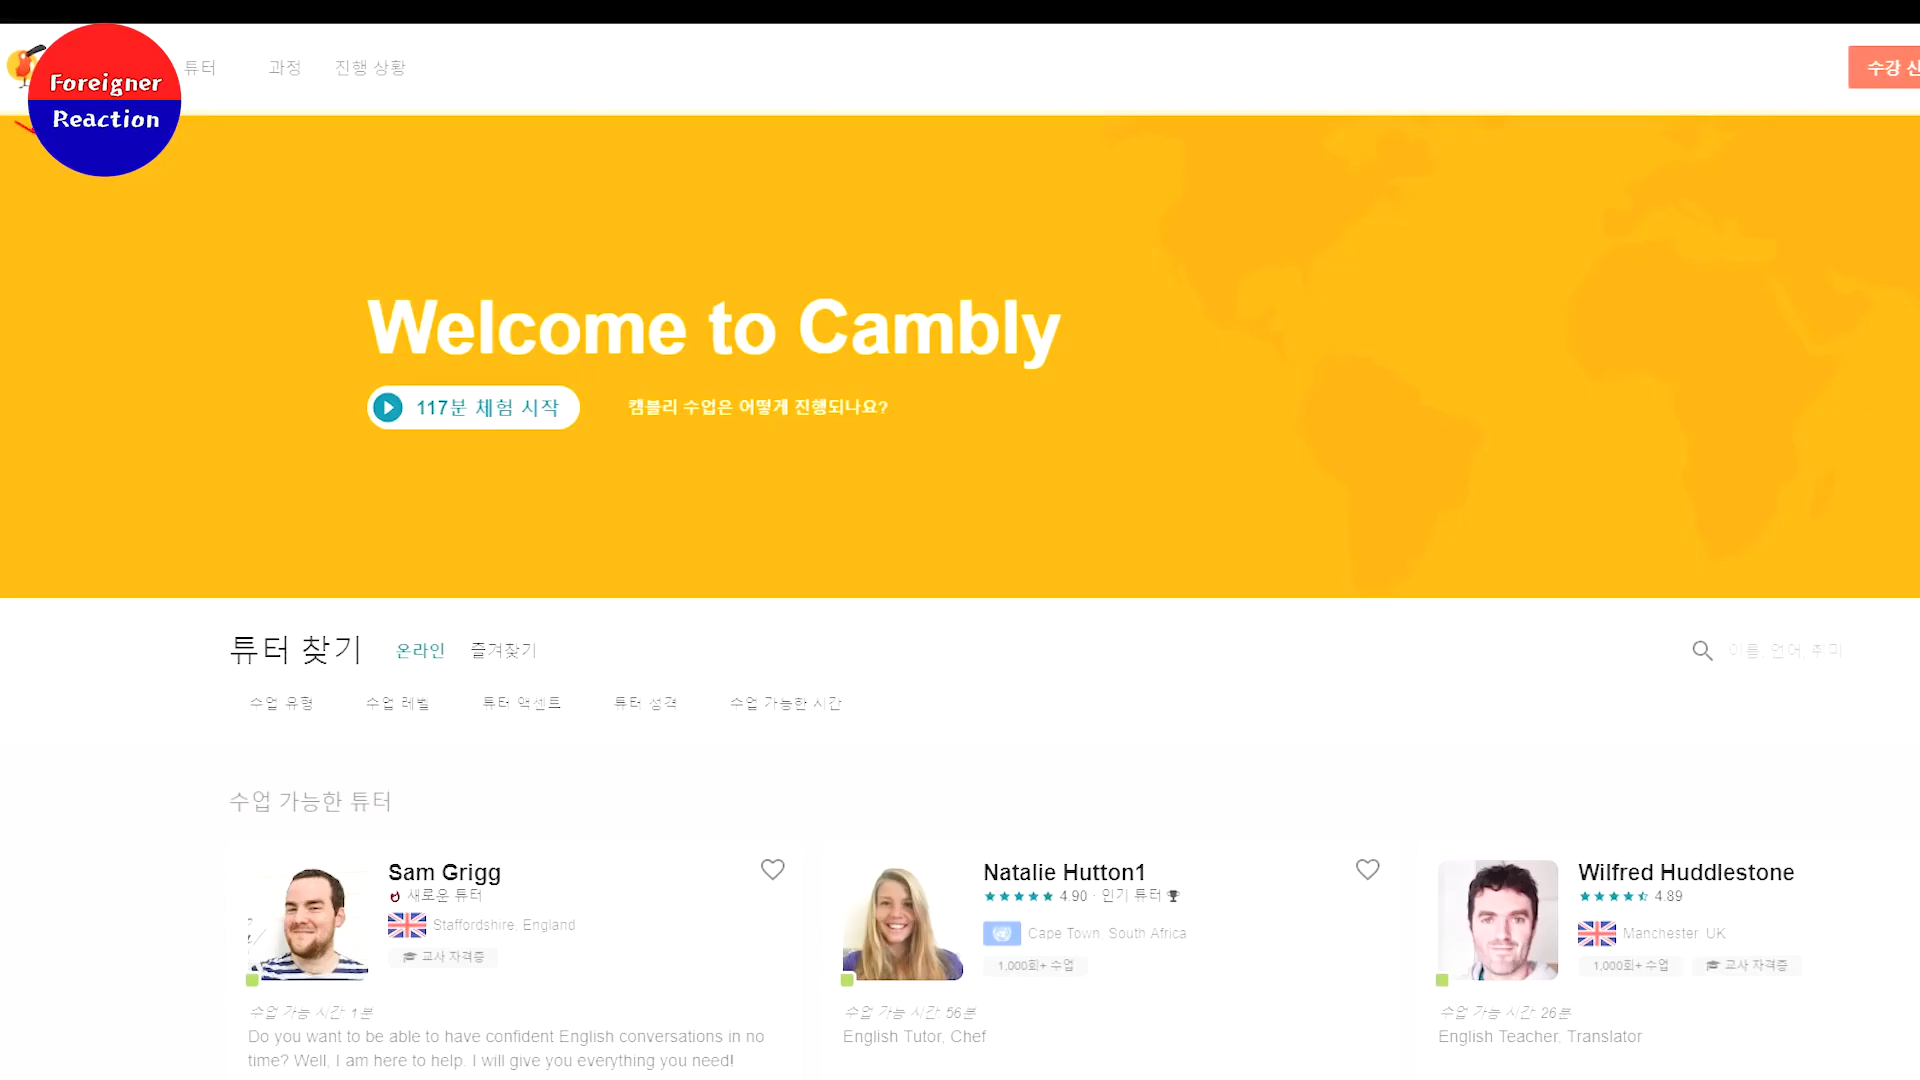 Foreigner
Reaction
튜터 과정 진행 상황
수강 신
Welcome to Cambly
117분 체험 시작 캠블리 수업은 어떻게 진행되나요?
튜터 찾기 온라인 즐겨찾기
이름, 언어, 취미
수업 유형 수업 레벨 튜터 액센트 튜터 성격 수업 가능한 시간
수업 가능한 튜터
Sam Grigg
새로운 튜터
Staffordshire, England
교사 자격증
수업 가능 시간: 1분
Do you want to be able to have confident English conversations in no
time? Well, I am here to help. I will give you everything you need!
Natalie Hutton1
4.90 · 인기 튜터
Cape Town, South Africa
1,000회+ 수업
수업 가능 시간: 56분
English Tutor, Chef
Wilfred Huddlestone
4.89
Manchester, UK
1,000회+ 수업 교사 자격증
수업 가능 시간: 26분
English Teacher, Translator